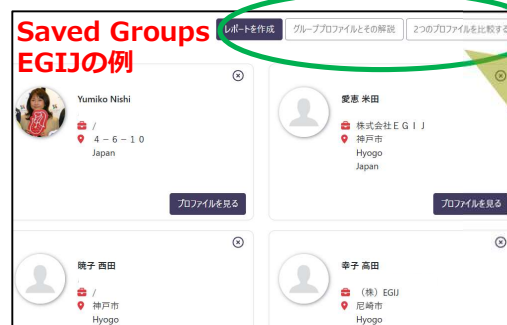 Saved Groups
EGIJの例
レポートを作成
グループプロファイルとその解説
2つのプロファイルを比較する
Yumiko Nishi
/
4-6-10
Japan
プロファイルを見る
愛恵 米田
株式会社EGIJ
神戸市
Hyogo
Japan
プロファイルを見る
暁子 西田
/
神戸市
Hyogo
幸子 高田
(株) EGIJ
尼崎市
Hyogo